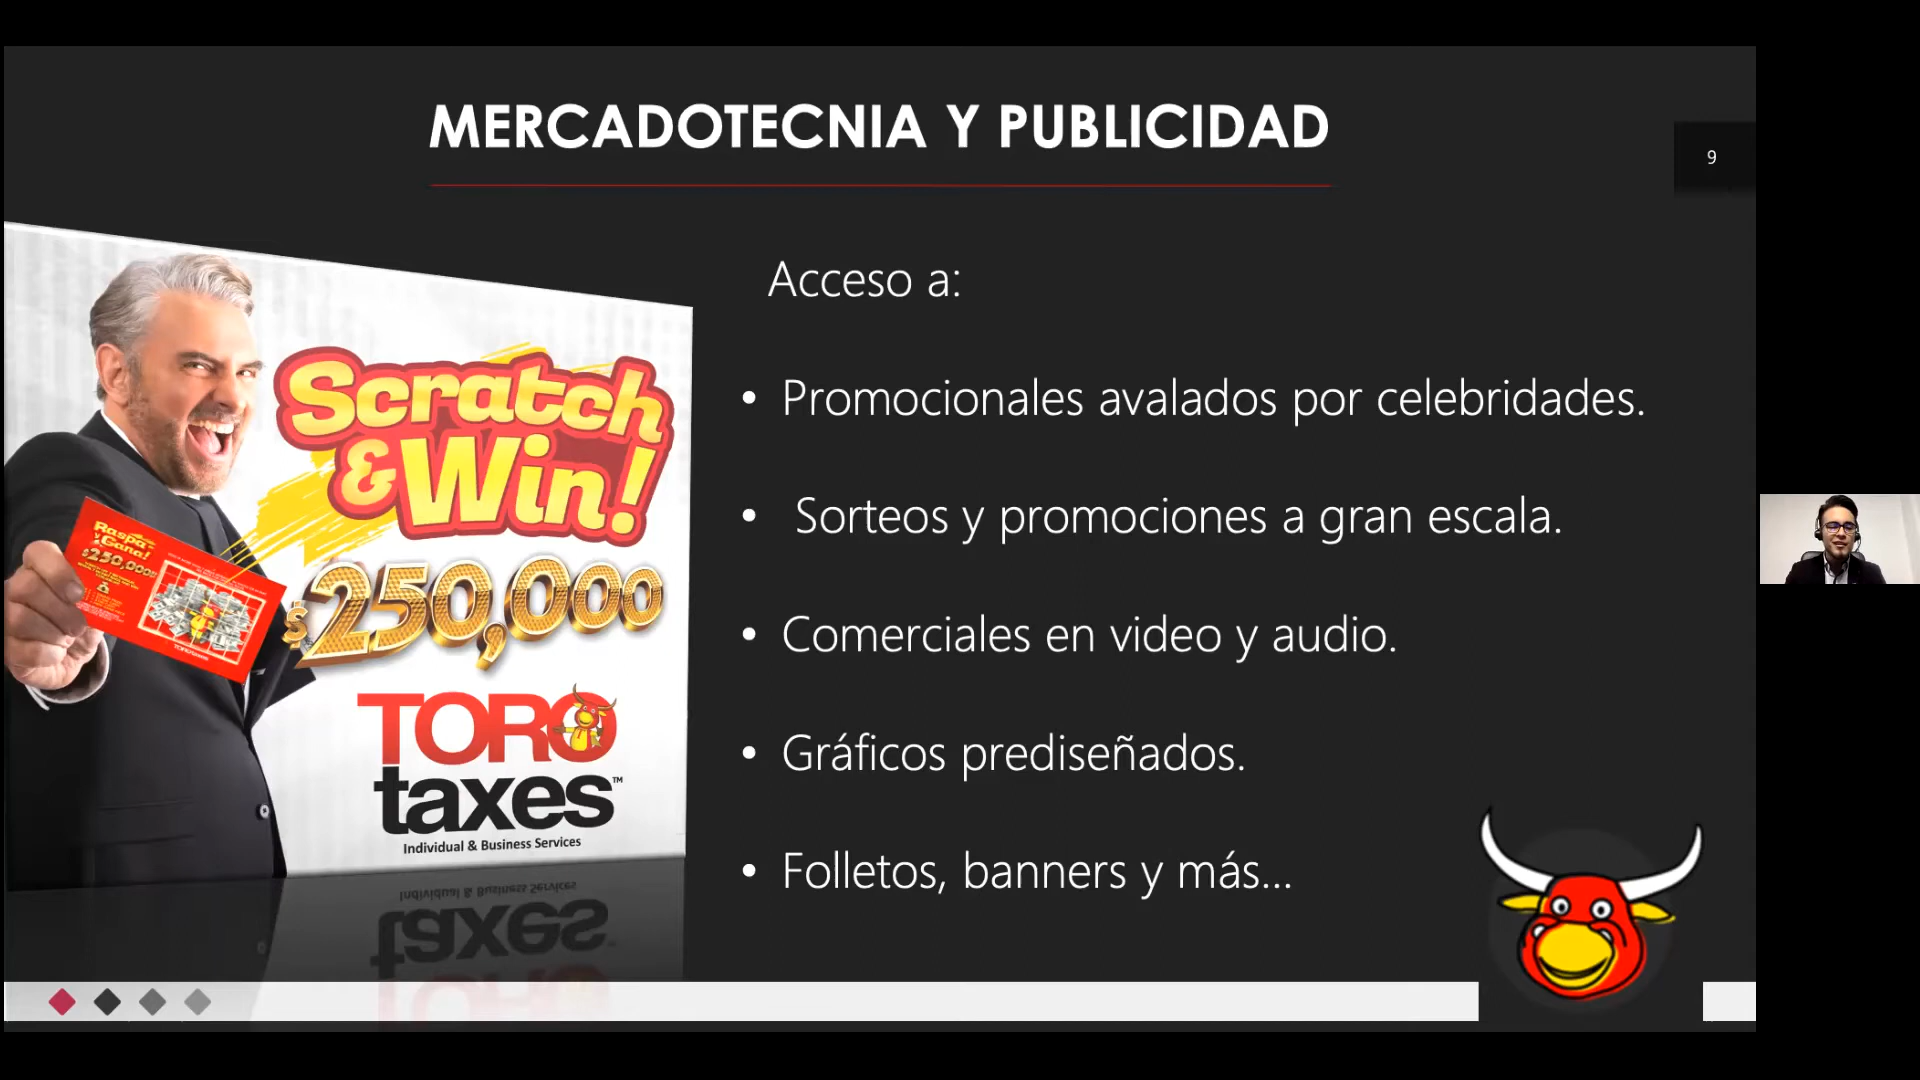 MERCADOTECNIA Y PUBLICIDAD
9
Acceso a:
• Promocionales avalados por celebridades.
• Sorteos y promociones a gran escala.
• Comerciales en video y audio.
• Gráficos prediseñados.
• Folletos, banners y más...
Scratch
& Win!
$250,000
Raspa y
Gana!
$250,000
TORO
taxes™
Individual & Business Services